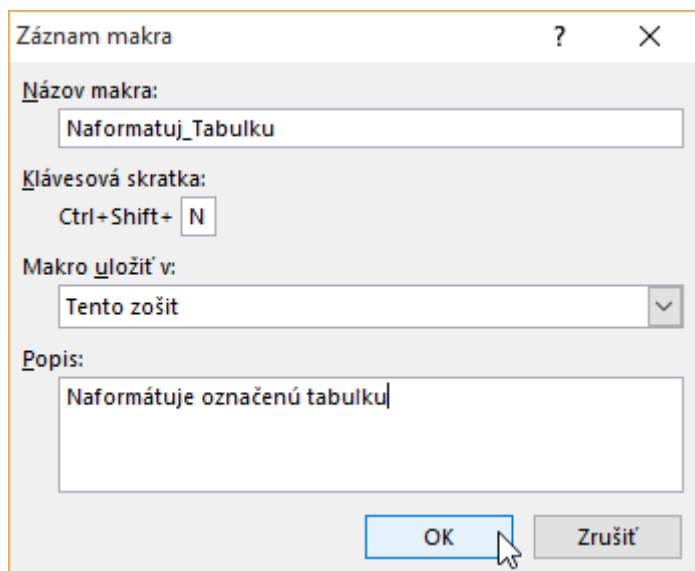 Záznam makra ?
Názov makra:
Naformatuj_Tabulku
Klávesová skratka:
Ctrl+Shift+ N
Makro uložiť v:
Tento zošit
Popis:
Naformátuje označenú tabulku
OK Zrušiť